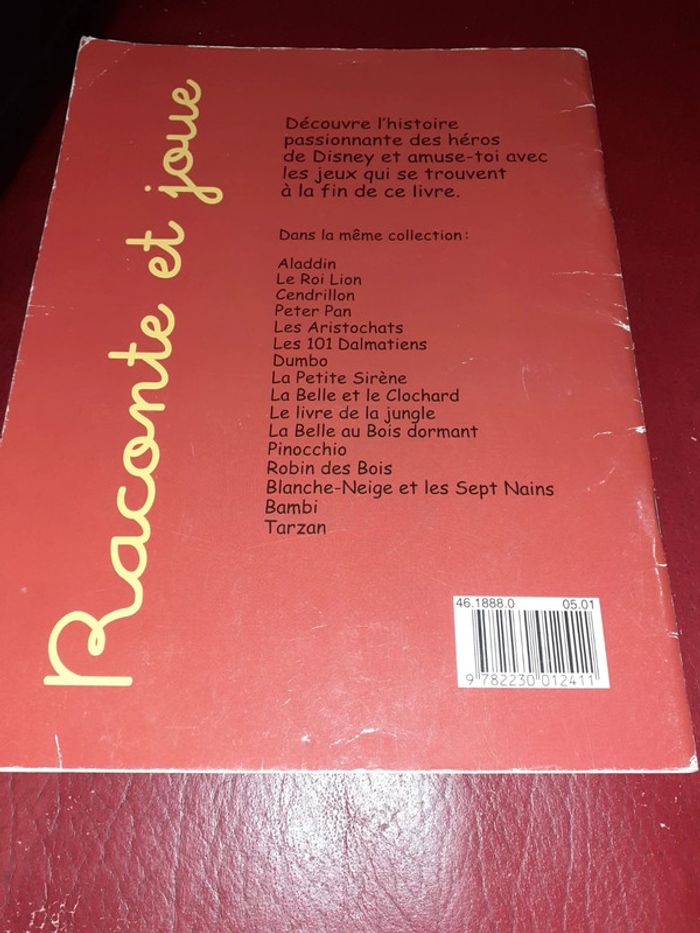 Raconte et joue
Découvre l'histoire
passionnante des héros
de Disney et amuse-toi avec
les jeux qui se trouvent
à la fin de ce livre.
Dans la même collection :
Aladdin
Le Roi Lion
Cendrillon
Peter Pan
Les Aristochats
Les 101 Dalmatiens
Dumbo
La Petite Sirène
La Belle et le Clochard
Le livre de la jungle
La Belle au Bois dormant
Pinocchio
Robin des Bois
Blanche-Neige et les Sept Nains
Bambi
Tarzan
46.1888.0 05.01
9 782230 012411